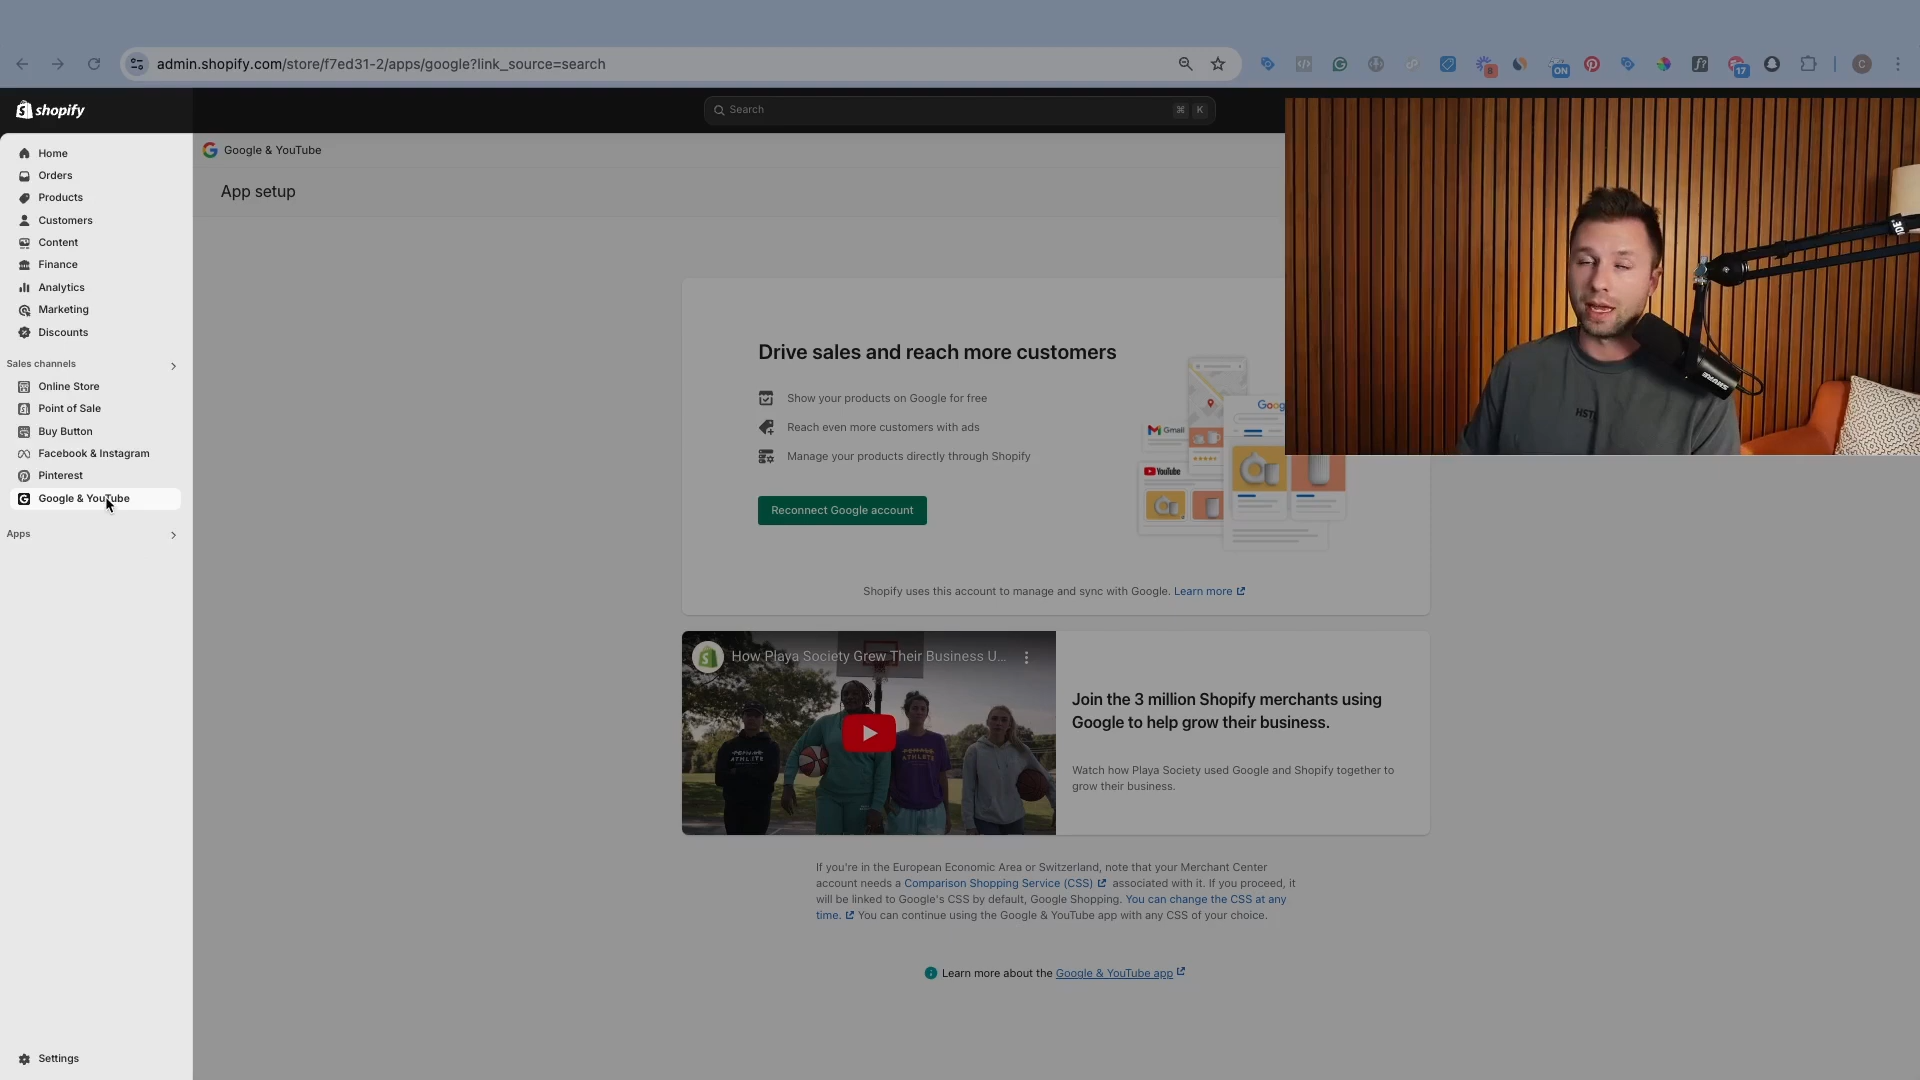 admin.shopify.com/store/f7ed31-2/apps/google?link_source=search
8
ON
f?
17
C
shopify
Search
⌘ K
Home
Orders
Products
Customers
Content
Finance
Analytics
Marketing
Discounts
Sales channels
Online Store
Point of Sale
Buy Button
Facebook & Instagram
Pinterest
Google & YouTube
Apps
Settings
Google & YouTube
App setup
Drive sales and reach more customers
Show your products on Google for free
Reach even more customers with ads
Manage your products directly through Shopify
Reconnect Google account
Gmail
YouTube
Goog
Shopify uses this account to manage and sync with Google. Learn more
How Playa Society Grew Their Business U...
ATHLETE
ATHLETE
Join the 3 million Shopify merchants using
Google to help grow their business.
Watch how Playa Society used Google and Shopify together to
grow their business.
If you're in the European Economic Area or Switzerland, note that your Merchant Center
account needs a Comparison Shopping Service (CSS) associated with it. If you proceed, it
will be linked to Google's CSS by default, Google Shopping. You can change the CSS at any
time. You can continue using the Google & YouTube app with any CSS of your choice.
Learn more about the Google & YouTube app